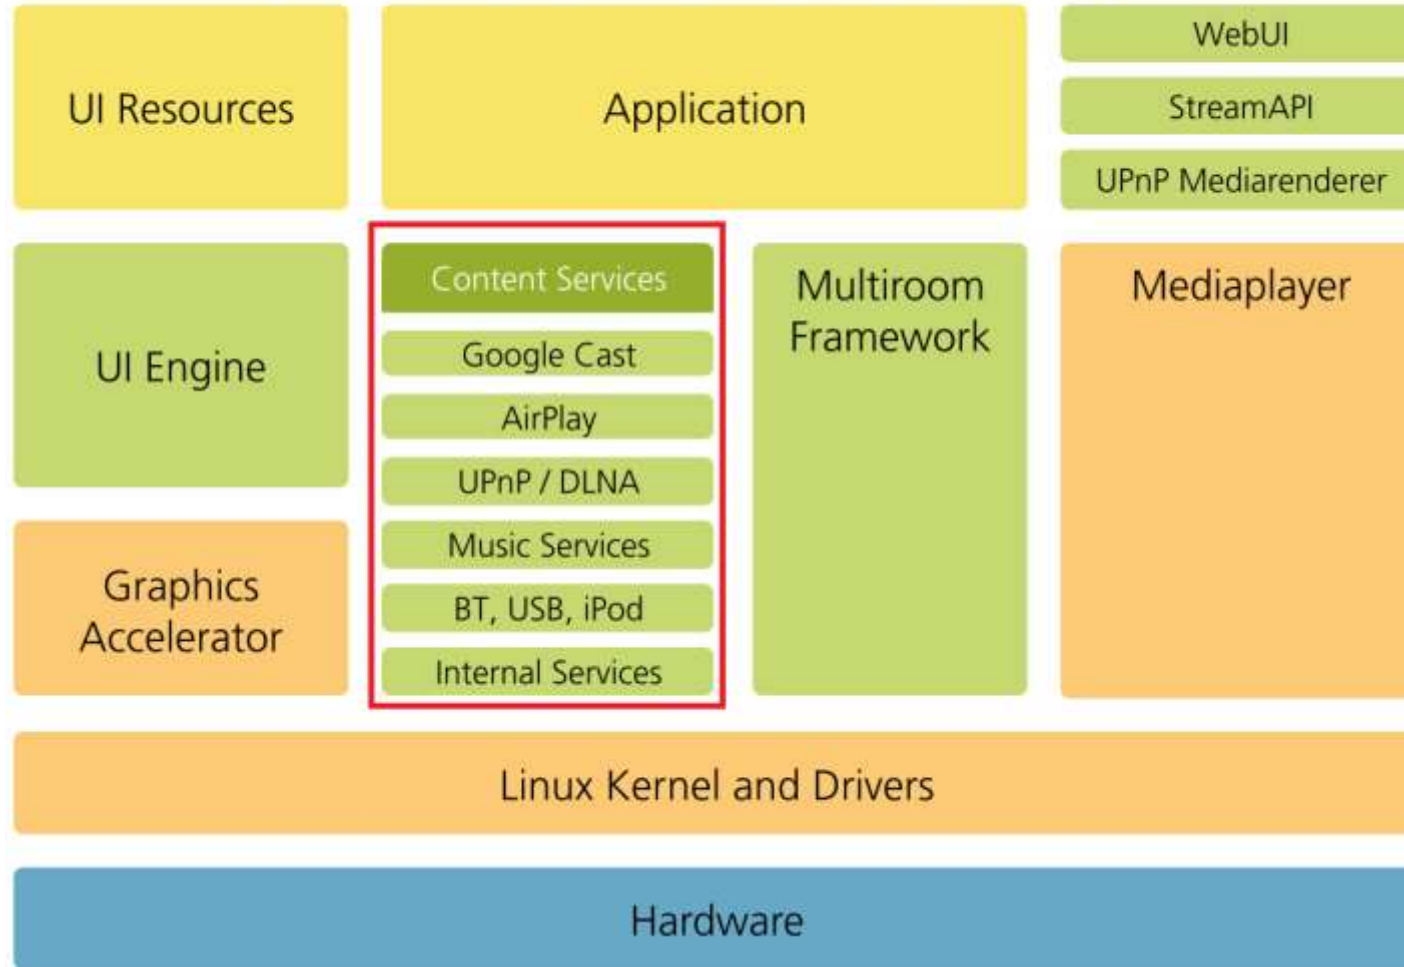 UI Resources
Application
WebUI
StreamAPI
UPnP Mediarenderer
UI Engine
Content Services
Google Cast
AirPlay
UPnP / DLNA
Music Services
BT, USB, iPod
Internal Services
Multiroom
Framework
Mediaplayer
Graphics
Accelerator
Linux Kernel and Drivers
Hardware